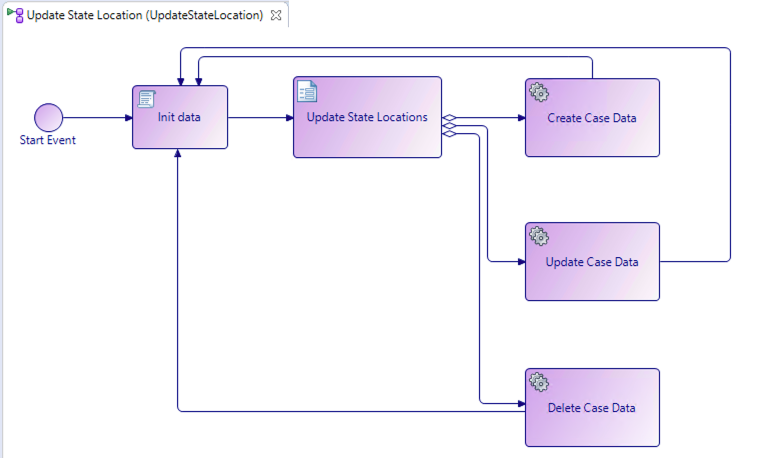 Update State Location (UpdateStateLocation)
Init data
Update State Locations
Create Case Data
Start Event
Update Case Data
Delete Case Data